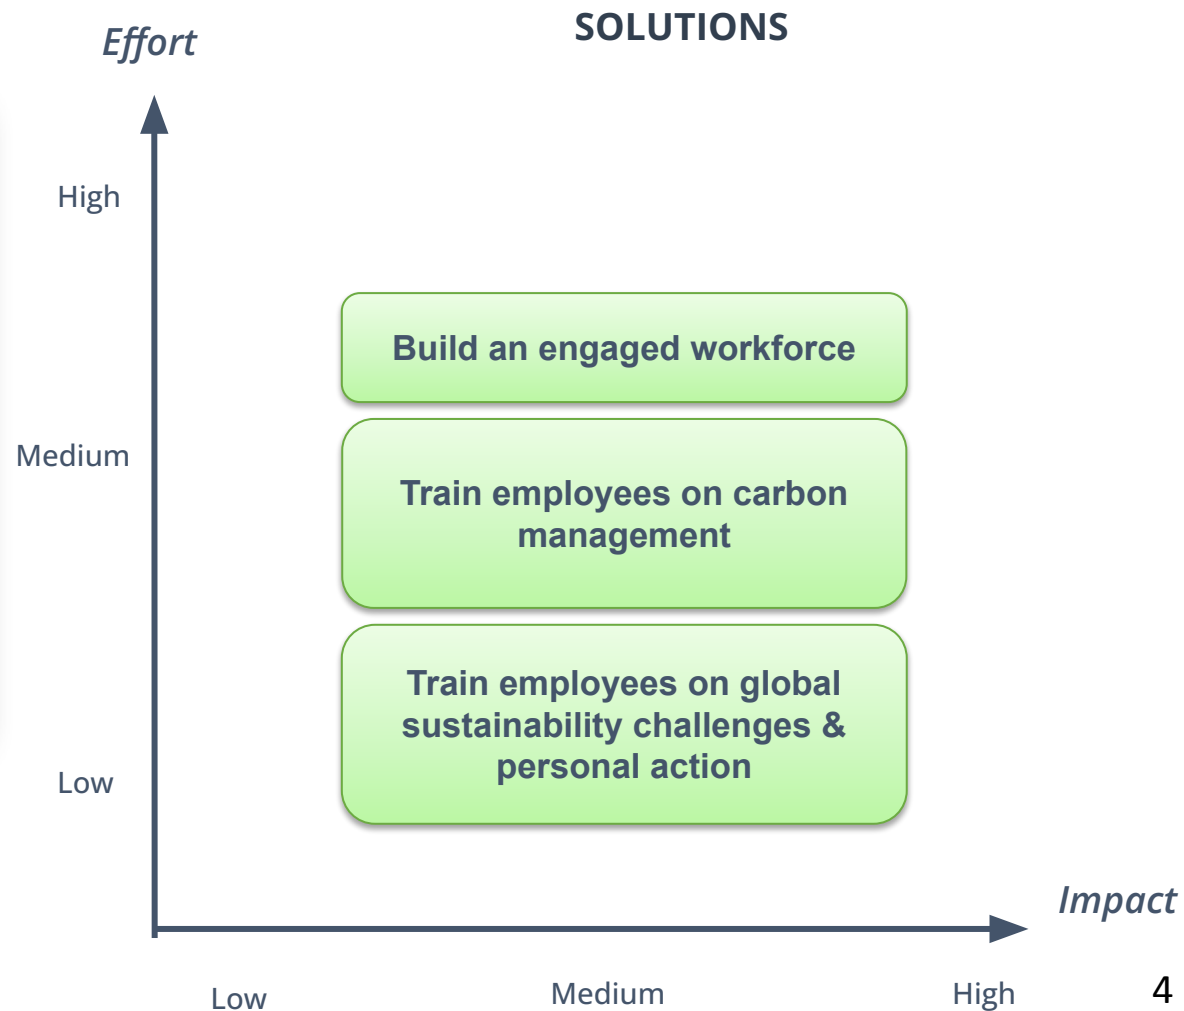 SOLUTIONS
Effort
High
Build an engaged workforce
Medium
Train employees on carbon
management
Train employees on global
sustainability challenges &
personal action
Low
Impact
Low
Medium
High
4